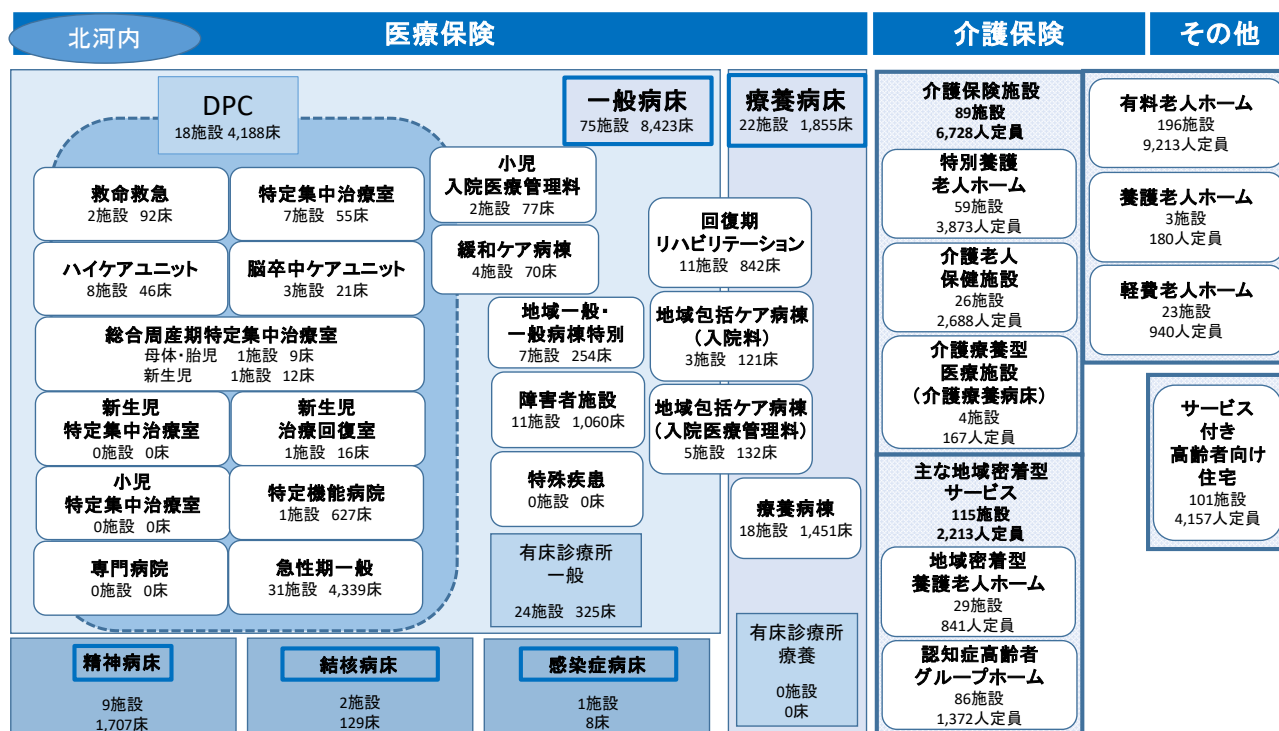 北河内
医療保険
介護保険
その他
DPC
18施設 4,188床
一般病床
75施設 8,423床
療養病床
22施設 1,855床
救命救急
2施設 92床
特定集中治療室
7施設 55床
小児
入院医療管理料
2施設 77床
ハイケアユニット
8施設 46床
脳卒中ケアユニット
3施設 21床
緩和ケア病棟
4施設 70床
回復期
リハビリテーション
11施設 842床
総合周産期特定集中治療室
母体・胎児 1施設 9床
新生児 1施設 12床
地域一般・
一般病棟特別
7施設 254床
地域包括ケア病棟
(入院料)
3施設 121床
新生児
特定集中治療室
0施設 0床
新生児
治療回復室
1施設 16床
障害者施設
11施設 1,060床
地域包括ケア病棟
(入院医療管理料)
5施設 132床
小児
特定集中治療室
0施設 0床
特定機能病院
1施設 627床
特殊疾患
0施設 0床
療養病棟
18施設 1,451床
専門病院
0施設 0床
急性期一般
31施設 4,339床
有床診療所
一般
24施設 325床
有床診療所
療養
0施設
0床
精神病床
9施設
1,707床
結核病床
2施設
129床
感染症病床
1施設
8床
介護保険施設
89施設
6,728人定員
特別養護
老人ホーム
59施設
3,873人定員
介護老人
保健施設
26施設
2,688人定員
介護療養型
医療施設
(介護療養病床)
4施設
167人定員
主な地域密着型
サービス
115施設
2,213人定員
地域密着型
養護老人ホーム
29施設
841人定員
認知症高齢者
グループホーム
86施設
1,372人定員
有料老人ホーム
196施設
9,213人定員
養護老人ホーム
3施設
180人定員
軽費老人ホーム
23施設
940人定員
サービス
付き
高齢者向け
住宅
101施設
4,157人定員